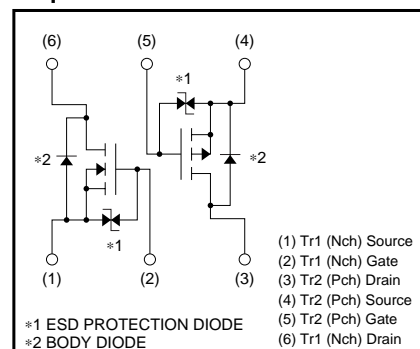 (6) (5) (4)
*1
*2 *2
*1
(1) (2) (3)
(1) Tr1 (Nch) Source
(2) Tr1 (Nch) Gate
(3) Tr2 (Pch) Drain
(4) Tr2 (Pch) Source
(5) Tr2 (Pch) Gate
(6) Tr1 (Nch) Drain
*1 ESD PROTECTION DIODE
*2 BODY DIODE